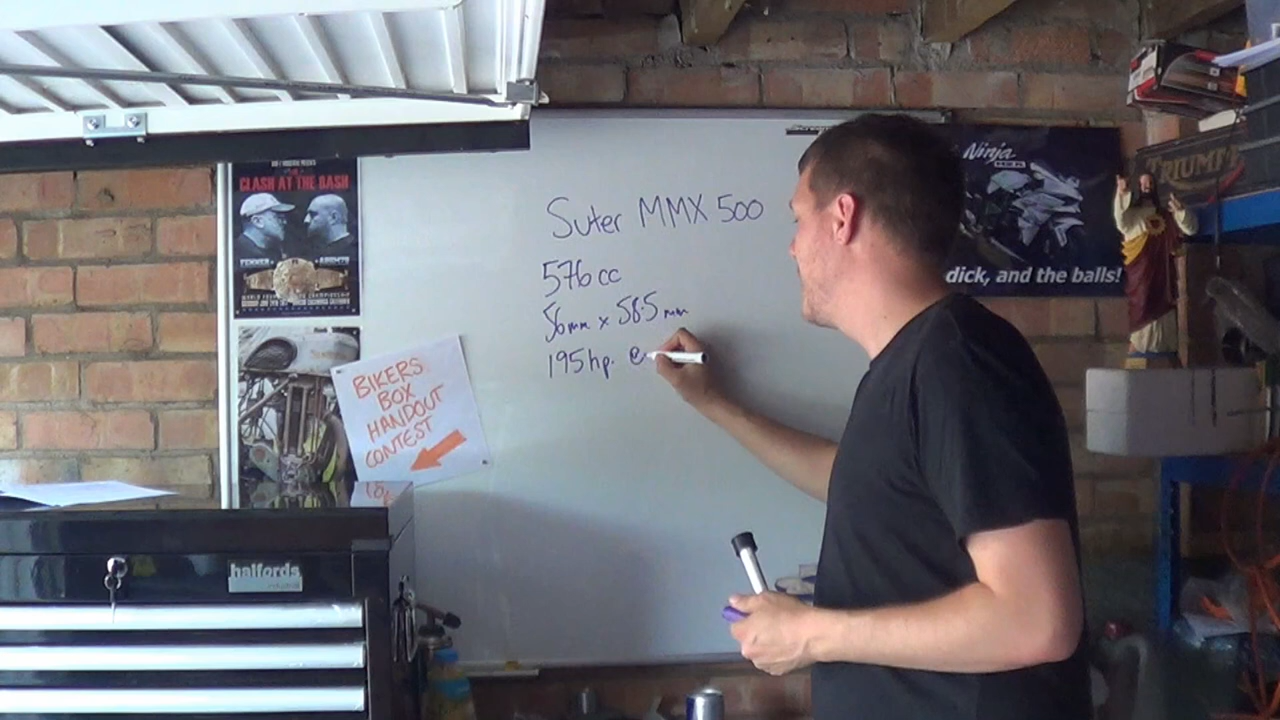 CLASH AT THE BASH
Suter MMX 500
576cc
56mm x 58.5mm
195hp. @
BIKERS
BOX
HANDOUT
CONTEST
halfords
Ninja
dick, and the balls!
TRIUMPH